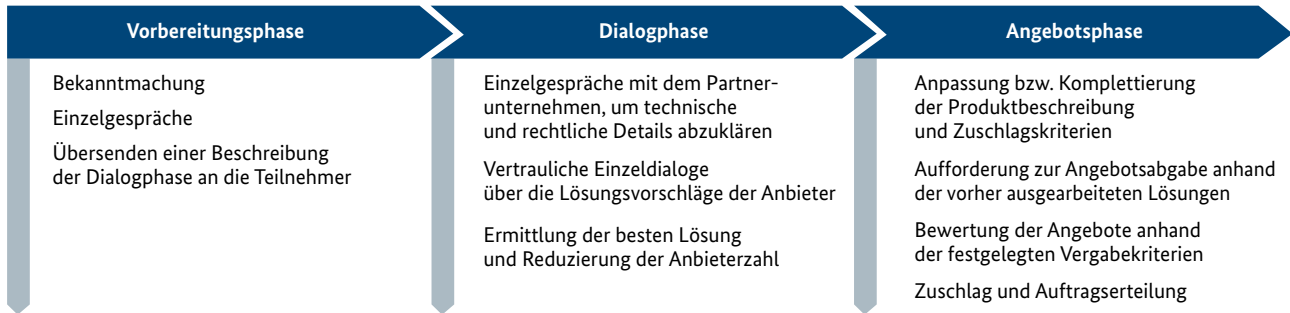 Vorbereitungsphase
Bekanntmachung
Einzelgespräche
Übersenden einer Beschreibung
der Dialogphase an die Teilnehmer
Dialogphase
Einzelgespräche mit dem Partner-
unternehmen, um technische
und rechtliche Details abzuklären
Vertrauliche Einzeldialoge
über die Lösungsvorschläge der Anbieter
Ermittlung der besten Lösung
und Reduzierung der Anbieterzahl
Angebotsphase
Anpassung bzw. Komplettierung
der Produktbeschreibung
und Zuschlagskriterien
Aufforderung zur Angebotsabgabe anhand
der vorher ausgearbeiteten Lösungen
Bewertung der Angebote anhand
der festgelegten Vergabekriterien
Zuschlag und Auftragserteilung